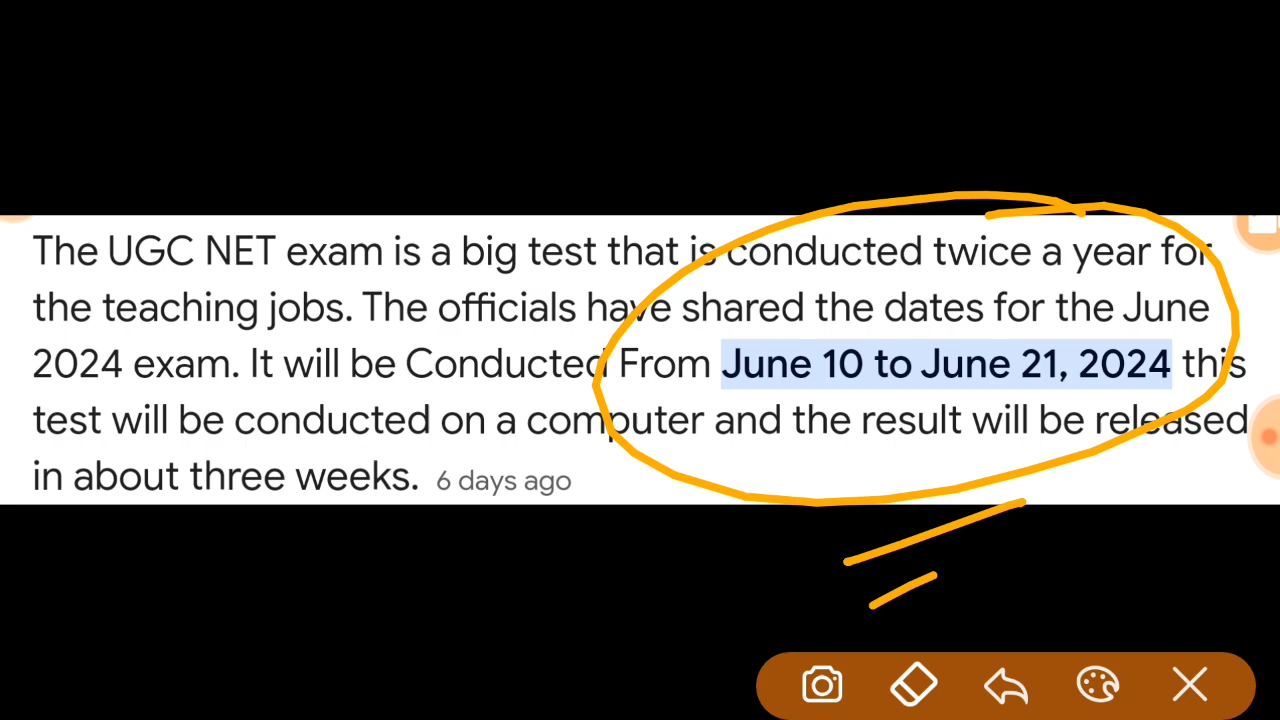 The UGC NET exam is a big test that is conducted twice a year for
the teaching jobs. The officials have shared the dates for the June
2024 exam. It will be Conducted From June 10 to June 21, 2024 this
test will be conducted on a computer and the result will be released
in about three weeks. 6 days ago